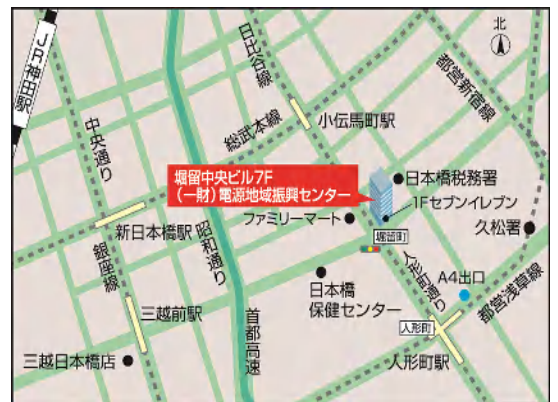 北
JR神田駅
日比谷線
都営新宿線
中央通り
総武本線
小伝馬町駅
堀留中央ビル7F
(一財)電源地域振興センター
日本橋税務署
1Fセブンイレブン
ファミリーマート
久松署
新日本橋駅
昭和通り
堀留町
銀座線
人形町通り
A4出口
日本橋
保健センター
都営浅草線
三越前駅
首都高速
人形町
三越日本橋店
人形町駅